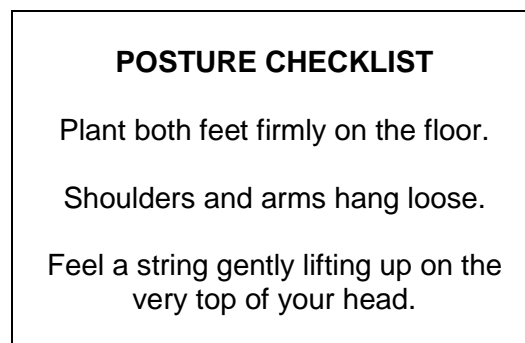 POSTURE CHECKLIST
Plant both feet firmly on the floor.
Shoulders and arms hang loose.
Feel a string gently lifting up on the
very top of your head.